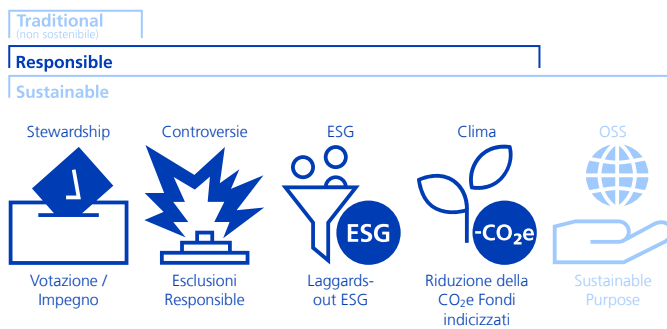 Traditional
(non sostenibile)
Responsible
Sustainable
Stewardship
Controversie
ESG
Clima
OSS
ESG
-CO₂e
Votazione /
Impegno
Esclusioni
Responsible
Laggards-
out ESG
Riduzione della
CO₂e Fondi
indicizzati
Sustainable
Purpose